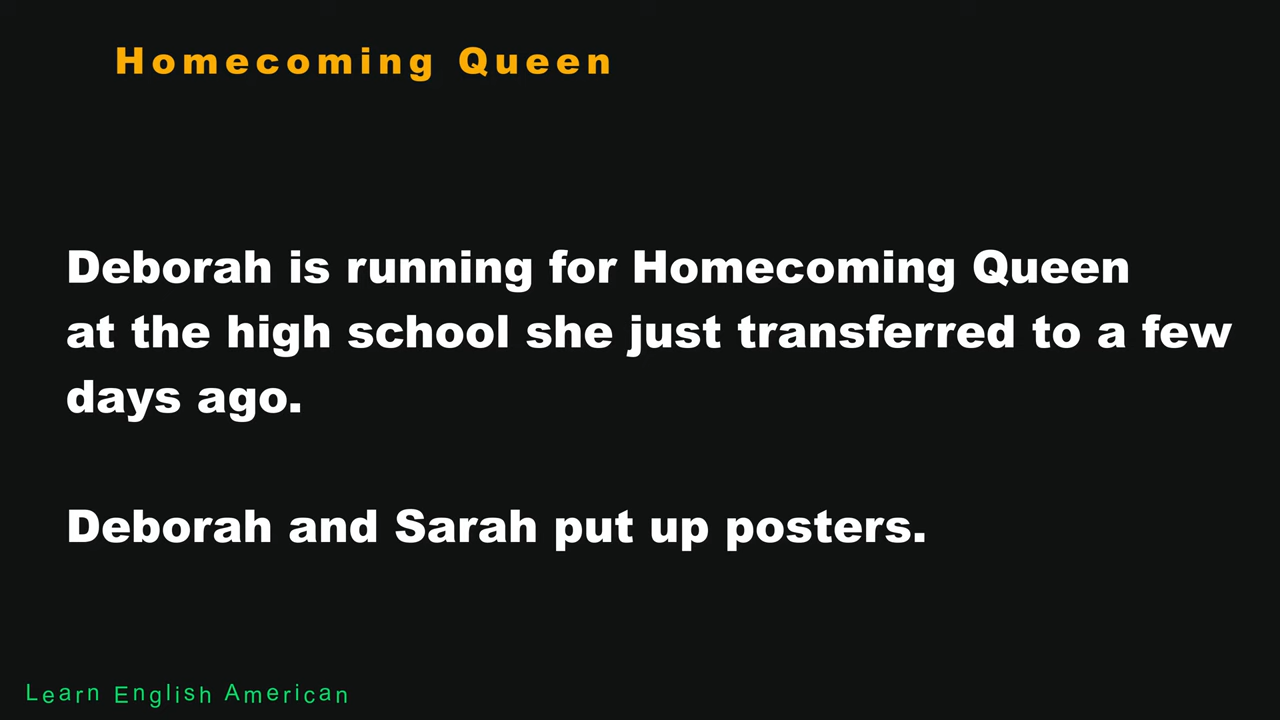 Homecoming Queen
Deborah is running for Homecoming Queen
at the high school she just transferred to a few
days ago.
Deborah and Sarah put up posters.
Learn English American